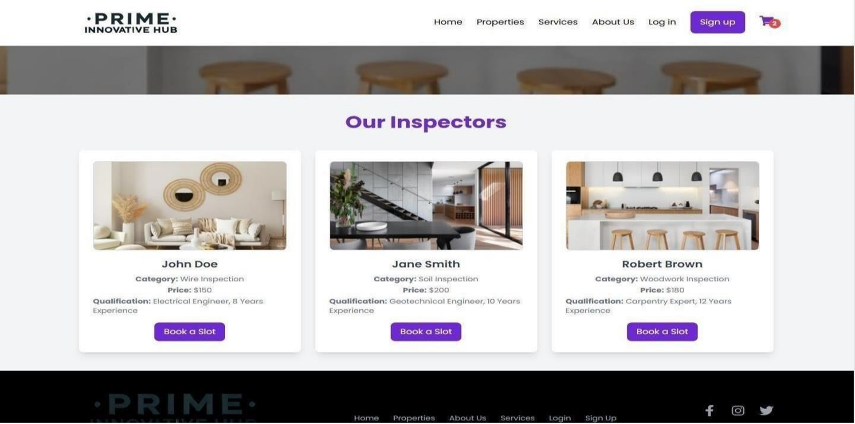 ·PRIME·
INNOVATIVE HUB
Home Properties Services About Us Log in Sign up 2
Our Inspectors
John Doe
Category: Wire Inspection
Price: $150
Qualification: Electrical Engineer, 8 Years
Experience
Book a Slot
Jane Smith
Category: Soil Inspection
Price: $200
Qualification: Geotechnical Engineer, 10 Years
Experience
Book a Slot
Robert Brown
Category: Woodwork Inspection
Price: $180
Qualification: Carpentry Expert, 12 Years
Experience
Book a Slot
·PRIME·
INNOVATIVE HUB
Home Properties About Us Services Login Sign Up